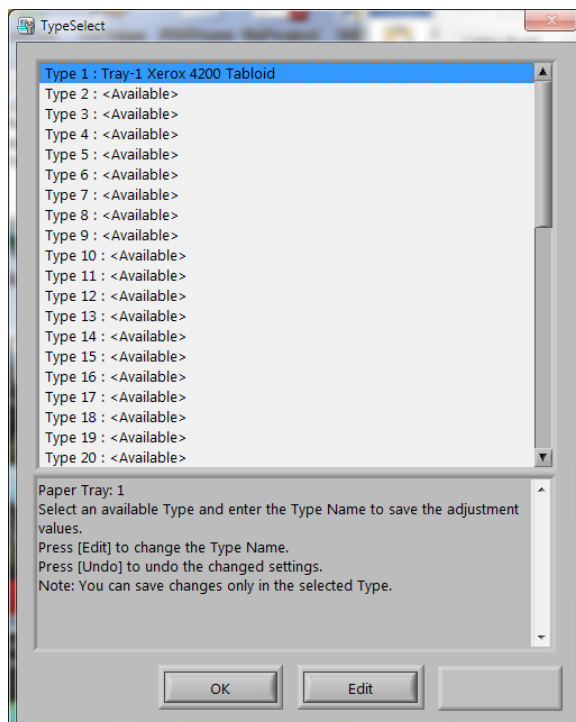 TypeSelect
Type 1 : Tray-1 Xerox 4200 Tabloid
Type 2 : <Available>
Type 3 : <Available>
Type 4 : <Available>
Type 5 : <Available>
Type 6 : <Available>
Type 7 : <Available>
Type 8 : <Available>
Type 9 : <Available>
Type 10 : <Available>
Type 11 : <Available>
Type 12 : <Available>
Type 13 : <Available>
Type 14 : <Available>
Type 15 : <Available>
Type 16 : <Available>
Type 17 : <Available>
Type 18 : <Available>
Type 19 : <Available>
Type 20 : <Available>
Paper Tray: 1
Select an available Type and enter the Type Name to save the adjustment
values.
Press [Edit] to change the Type Name.
Press [Undo] to undo the changed settings.
Note: You can save changes only in the selected Type.
OK
Edit